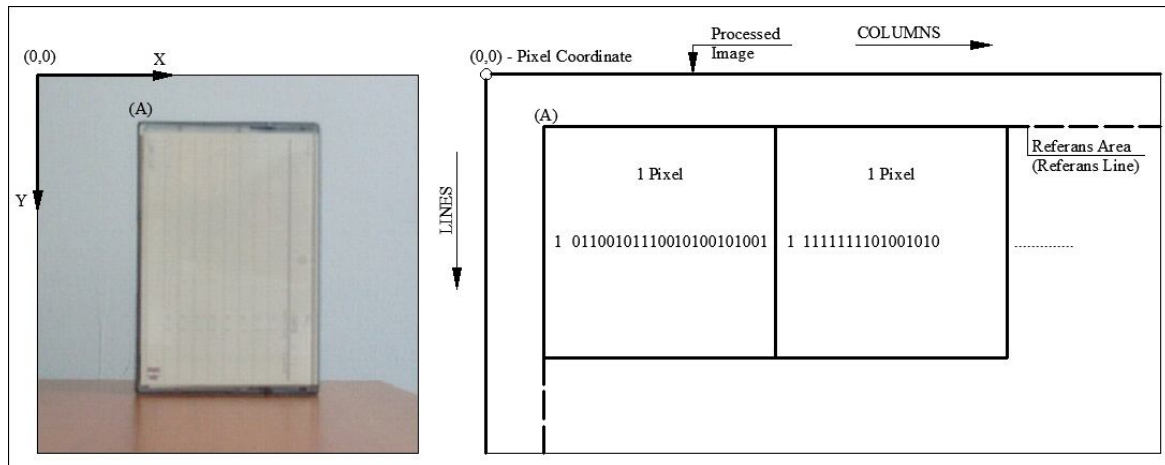 (0,0)
X
(A)
Y
Processed
Image
COLUMNS
(0,0) - Pixel Coordinate
(A)
Referans Area
(Referans Line)
1 Pixel
1 Pixel
LINES
1 01100101110010100101001
1 1111111101001010
..............